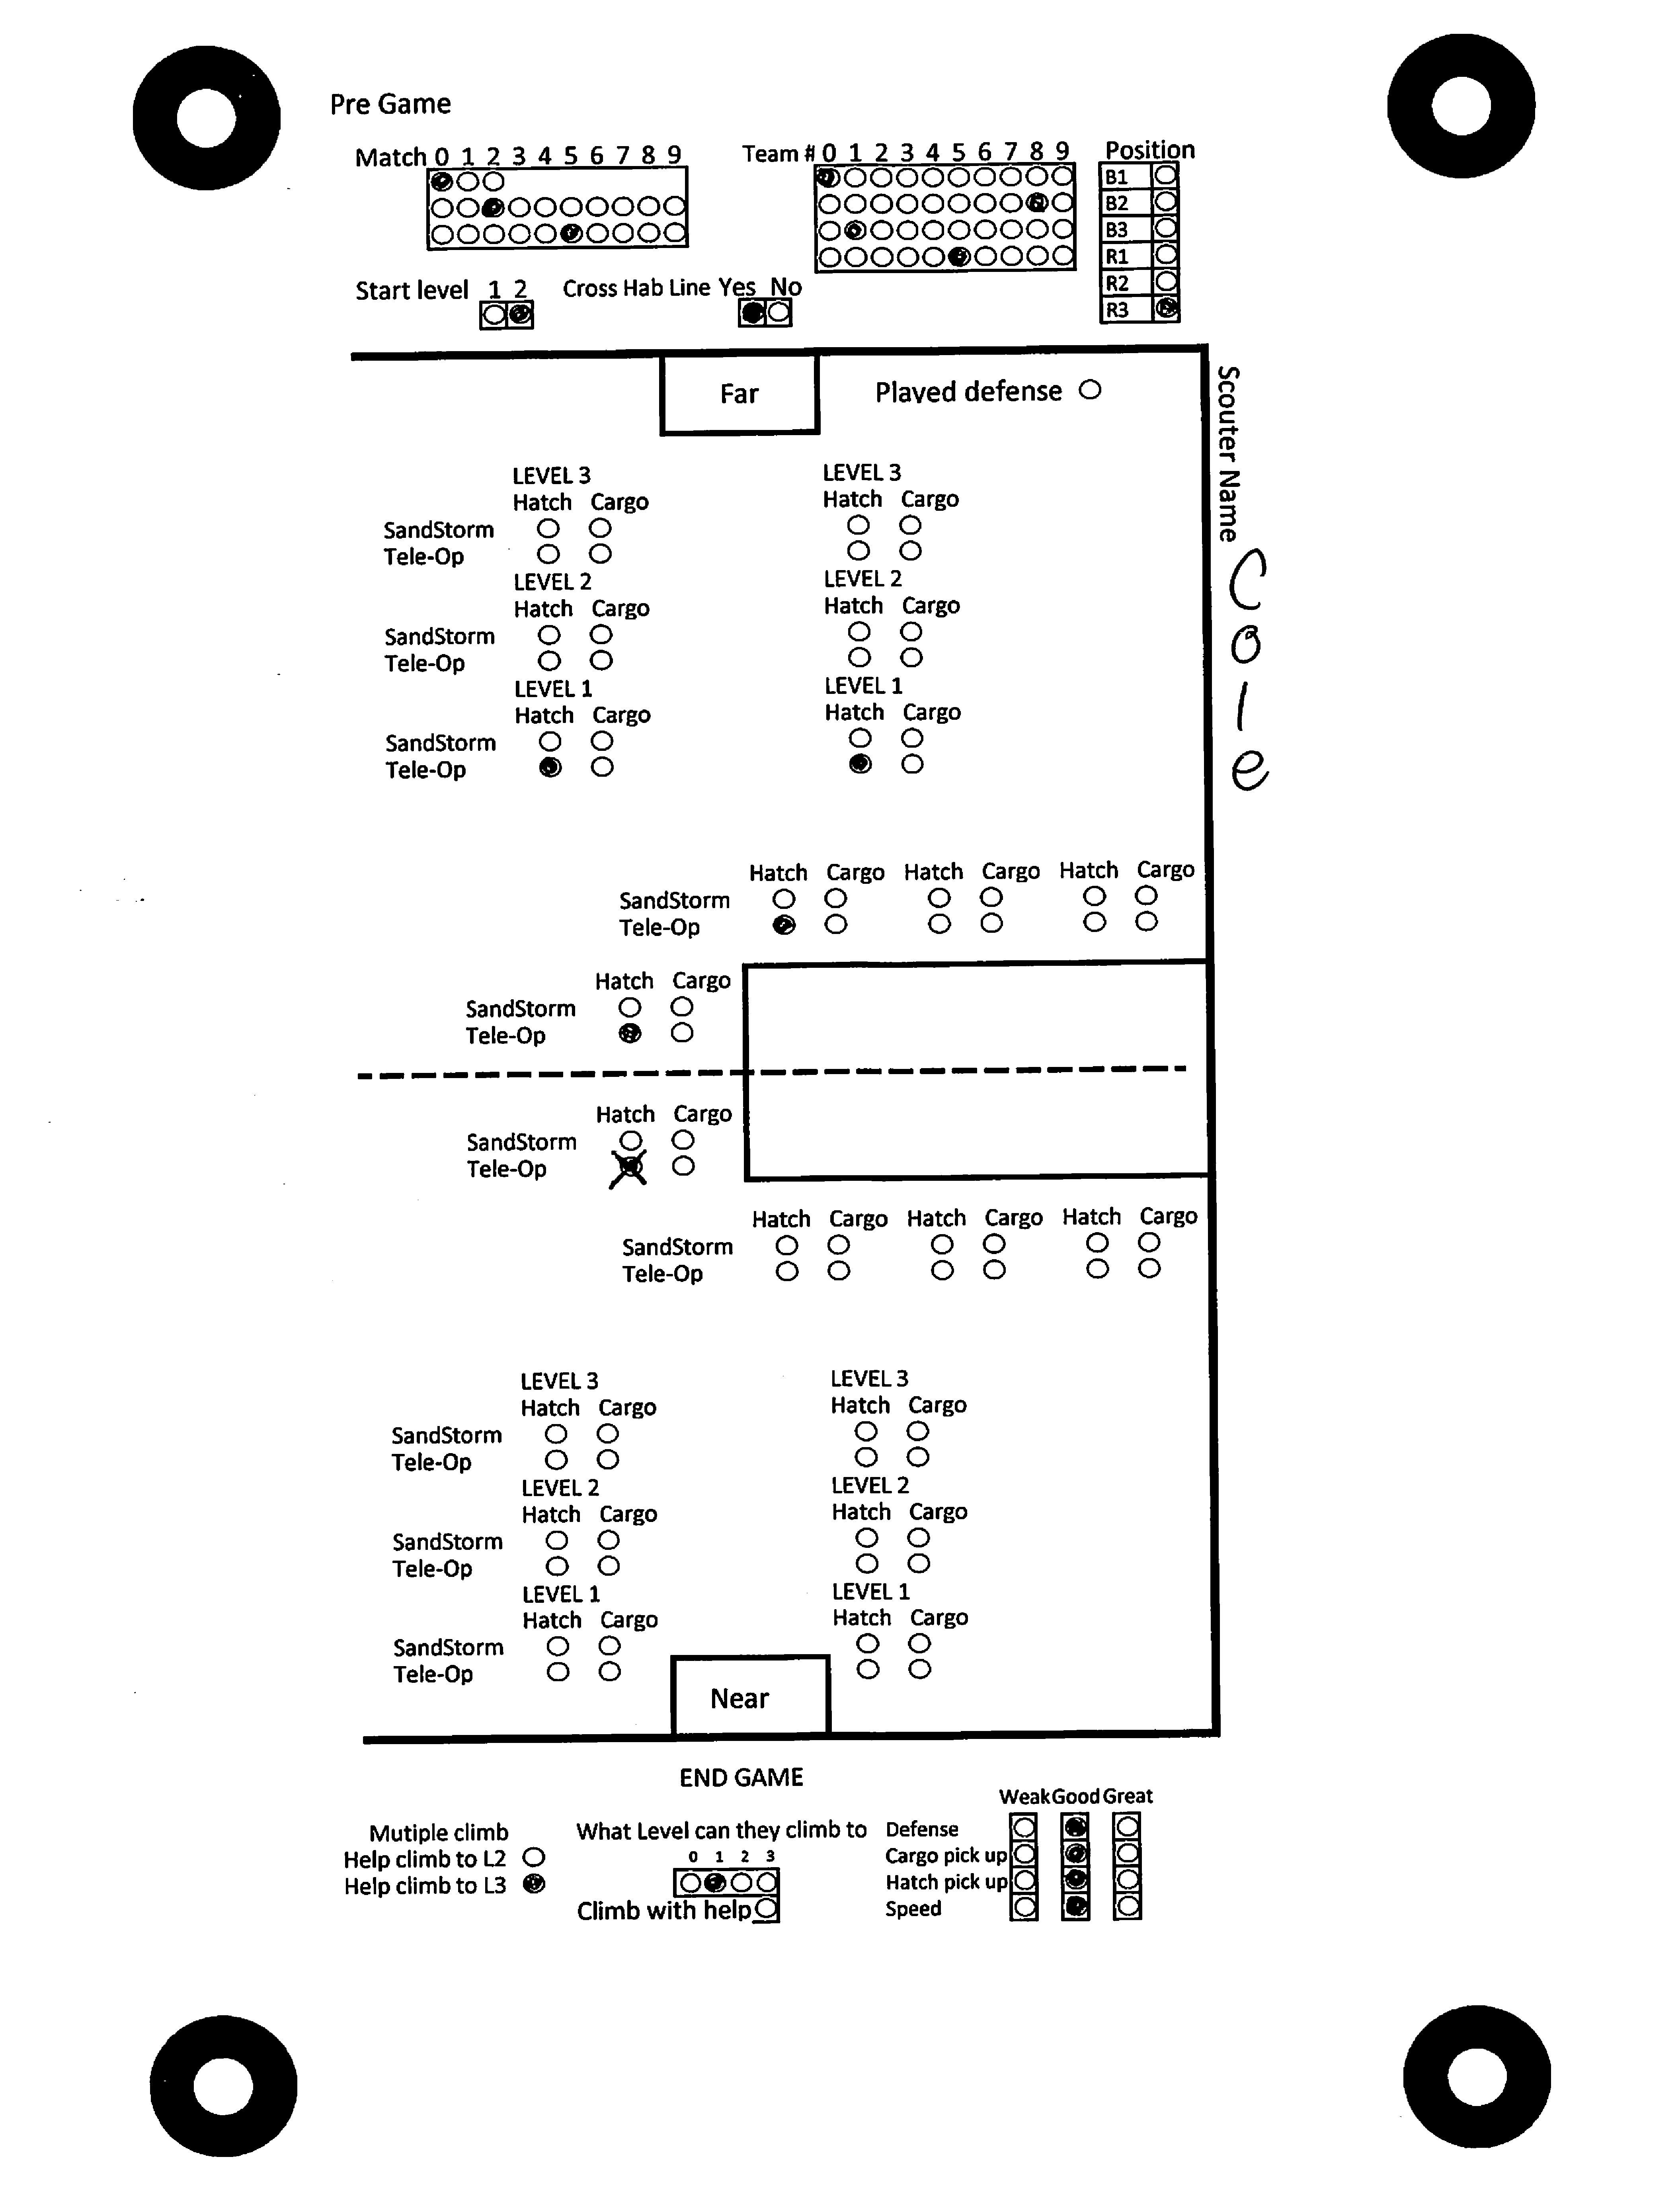 Pre Game
Match 0 1 2 3 4 5 6 7 8 9
Team # 0 1 2 3 4 5 6 7 8 9
Position
B1
B2
B3
R1
R2
R3
Start level 1 2
Cross Hab Line Yes No
Far
Played defense
Scouter Name
Cole
LEVEL 3 LEVEL 3
Hatch Cargo Hatch Cargo
SandStorm
Tele-Op
LEVEL 2 LEVEL 2
Hatch Cargo Hatch Cargo
SandStorm
Tele-Op
LEVEL 1 LEVEL 1
Hatch Cargo Hatch Cargo
SandStorm
Tele-Op
Hatch Cargo Hatch Cargo Hatch Cargo
SandStorm
Tele-Op
Hatch Cargo
SandStorm
Tele-Op
Hatch Cargo
SandStorm
Tele-Op
Hatch Cargo Hatch Cargo Hatch Cargo
SandStorm
Tele-Op
LEVEL 3 LEVEL 3
Hatch Cargo Hatch Cargo
SandStorm
Tele-Op
LEVEL 2 LEVEL 2
Hatch Cargo Hatch Cargo
SandStorm
Tele-Op
LEVEL 1 LEVEL 1
Hatch Cargo Hatch Cargo
SandStorm
Tele-Op
Near
END GAME
Mutiple climb
Help climb to L2
Help climb to L3
What Level can they climb to
0 1 2 3
Climb with help
Weak Good Great
Defense
Cargo pick up
Hatch pick up
Speed